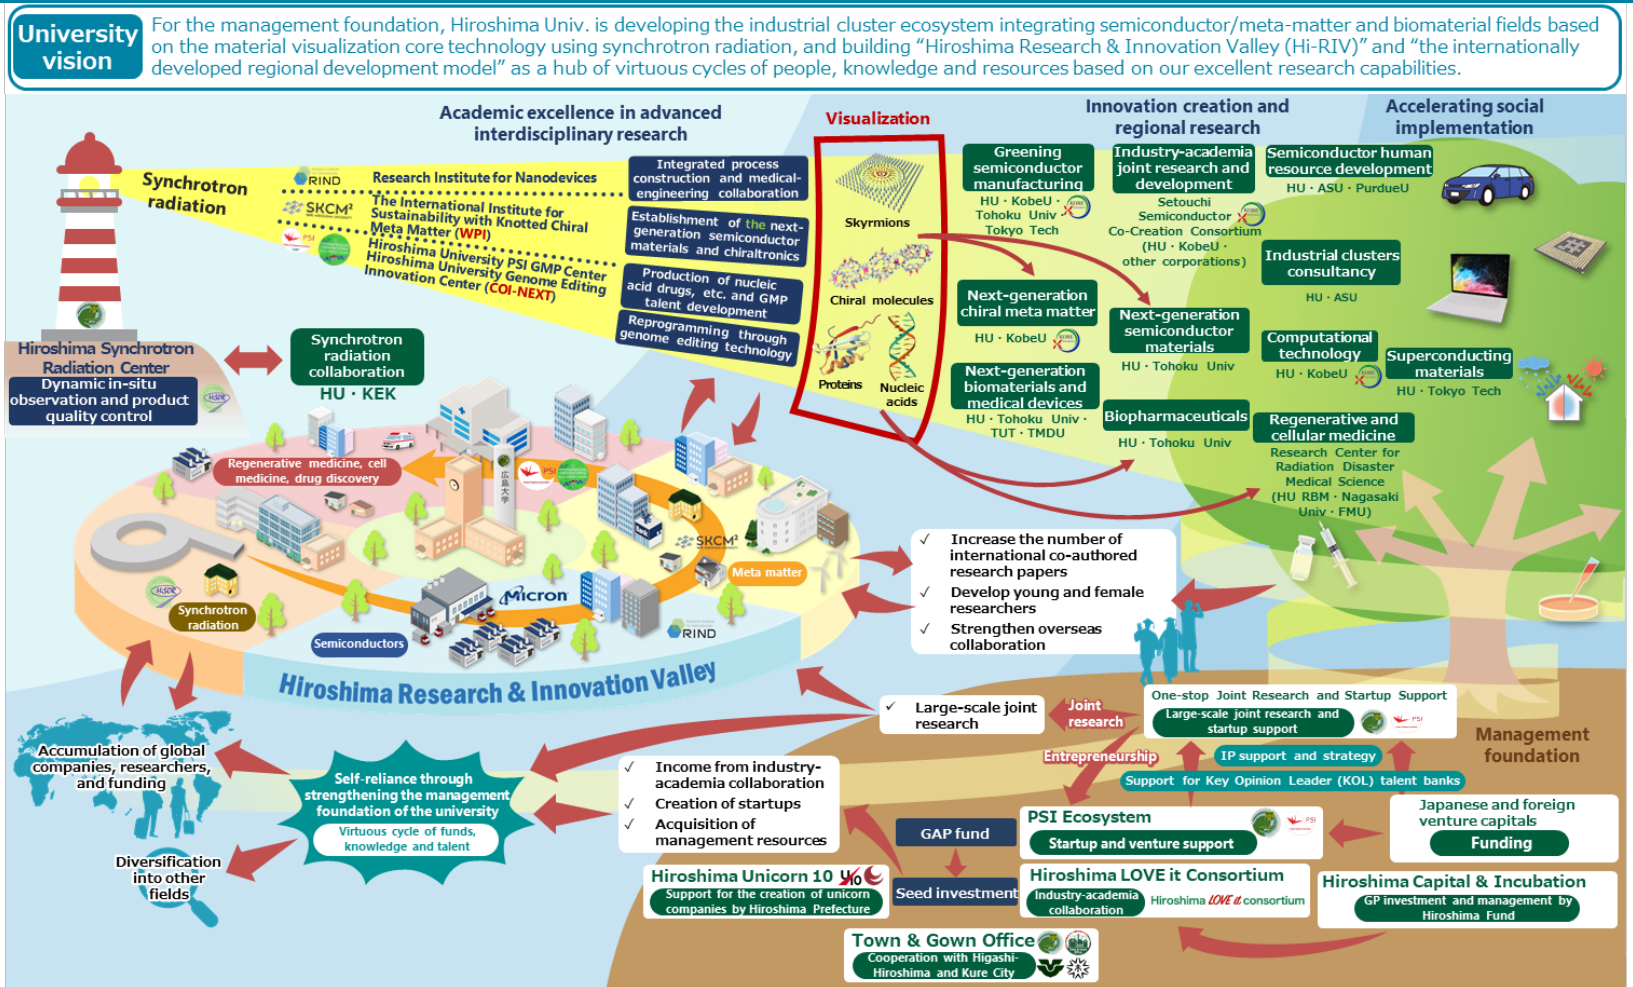 University
vision
For the management foundation, Hiroshima Univ. is developing the industrial cluster ecosystem integrating semiconductor/meta-matter and biomaterial fields based
on the material visualization core technology using synchrotron radiation, and building “Hiroshima Research & Innovation Valley (Hi-RIV)” and “the internationally
developed regional development model” as a hub of virtuous cycles of people, knowledge and resources based on our excellent research capabilities.
Academic excellence in advanced
interdisciplinary research
Visualization
Innovation creation and
regional research
Accelerating social
implementation
Synchrotron
radiation
RIND
Research Institute for Nanodevices
SKCM²
The International Institute for
Sustainability with Knotted Chiral
Meta Matter (WPI)
PSI
Hiroshima University PSI GMP Center
Hiroshima University Genome Editing
Innovation Center (COI-NEXT)
Integrated process
construction and medical-
engineering collaboration
Establishment of the next-
generation semiconductor
materials and chiraltronics
Production of nucleic
acid drugs, etc. and GMP
talent development
Reprogramming through
genome editing technology
Skyrmions
Chiral molecules
Proteins
Nucleic
acids
Greening
semiconductor
manufacturing
HU · KobeU ·
Tohoku Univ ·
Tokyo Tech
Industry-academia
joint research and
development
Setouchi
Semiconductor
Co-Creation Consortium
(HU · KobeU ·
other corporations)
Semiconductor human
resource development
HU · ASU · PurdueU
Industrial clusters
consultancy
HU · ASU
Next-generation
chiral meta matter
HU · KobeU
Next-generation
semiconductor
materials
HU · Tohoku Univ
Computational
technology
HU · KobeU
Superconducting
materials
HU · Tokyo Tech
Next-generation
biomaterials and
medical devices
HU · Tohoku Univ ·
TUT · TMDU
Biopharmaceuticals
HU · Tohoku Univ
Regenerative and
cellular medicine
Research Center for
Radiation Disaster
Medical Science
(HU RBM · Nagasaki
Univ · FMU)
Hiroshima Synchrotron
Radiation Center
Dynamic in-situ
observation and product
quality control
HiSOR
Synchrotron
radiation
collaboration
HU · KEK
Regenerative medicine, cell
medicine, drug discovery
広島大学
PSI
SKCM²
Meta matter
HiSOR
Synchrotron
radiation
Semiconductors
Micron
RIND
Hiroshima Research & Innovation Valley
✓ Increase the number of
international co-authored
research papers
✓ Develop young and female
researchers
✓ Strengthen overseas
collaboration
✓ Large-scale joint
research
Joint
research
Entrepreneurship
One-stop Joint Research and Startup Support
Large-scale joint research and
startup support
PSI
IP support and strategy
Support for Key Opinion Leader (KOL) talent banks
Management
foundation
Accumulation of global
companies, researchers,
and funding
Diversification
into other
fields
Self-reliance through
strengthening the management
foundation of the university
Virtuous cycle of funds,
knowledge and talent
✓ Income from industry-
academia collaboration
✓ Creation of startups
✓ Acquisition of
management resources
GAP fund
Seed investment
PSI Ecosystem
Startup and venture support
PSI
Japanese and foreign
venture capitals
Funding
Hiroshima Unicorn 10
Support for the creation of unicorn
companies by Hiroshima Prefecture
Hiroshima LOVE it Consortium
Industry-academia
collaboration
Hiroshima LOVE it consortium
Hiroshima Capital & Incubation
GP investment and management by
Hiroshima Fund
Town & Gown Office
Cooperation with Higashi-
Hiroshima and Kure City